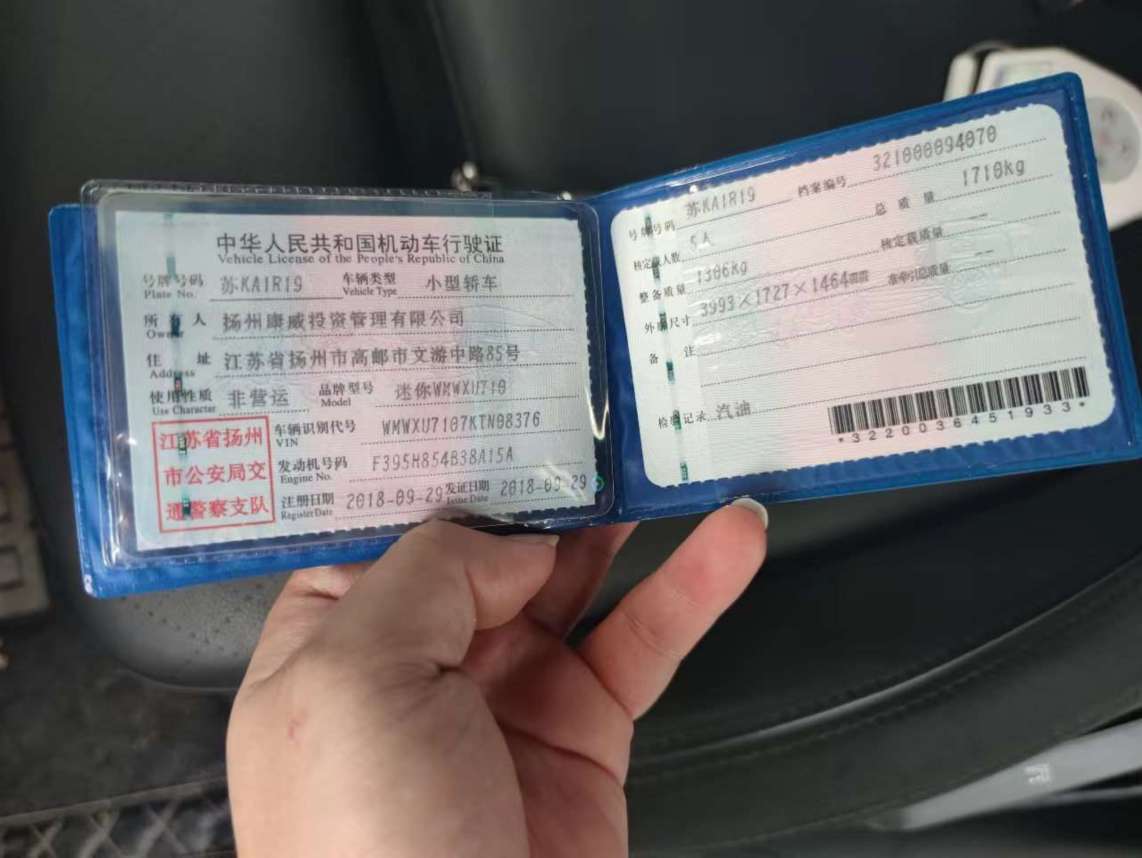 中华人民共和国机动车行驶证
Vehicle License of the People's Republic of China
号牌号码 苏KA1R19 车辆类型 小型轿车
Plate No. Vehicle Type
所有人 扬州康威投资管理有限公司
Owner
住址 江苏省扬州市高邮市文游中路85号
Address
使用性质 非营运 品牌型号 迷你WMWXU710
Use Character Model
江苏省扬州
市公安局交
通警察支队
车辆识别代号 WMWXU7107KTN08376
VIN
发动机号码 F395H854B38A15A
Engine No.
注册日期 2018-09-29 发证日期 2018-09-29
Register Date Issue Date
号牌号码 苏KA1R19 档案编号 321000094070
核定载人数 5人 总质量 1710kg
整备质量 1306kg 核定载质量 --
外廓尺寸 3993×1727×1464mm 准牵引总质量 --
备注
检验记录 汽油
*3220036451933*